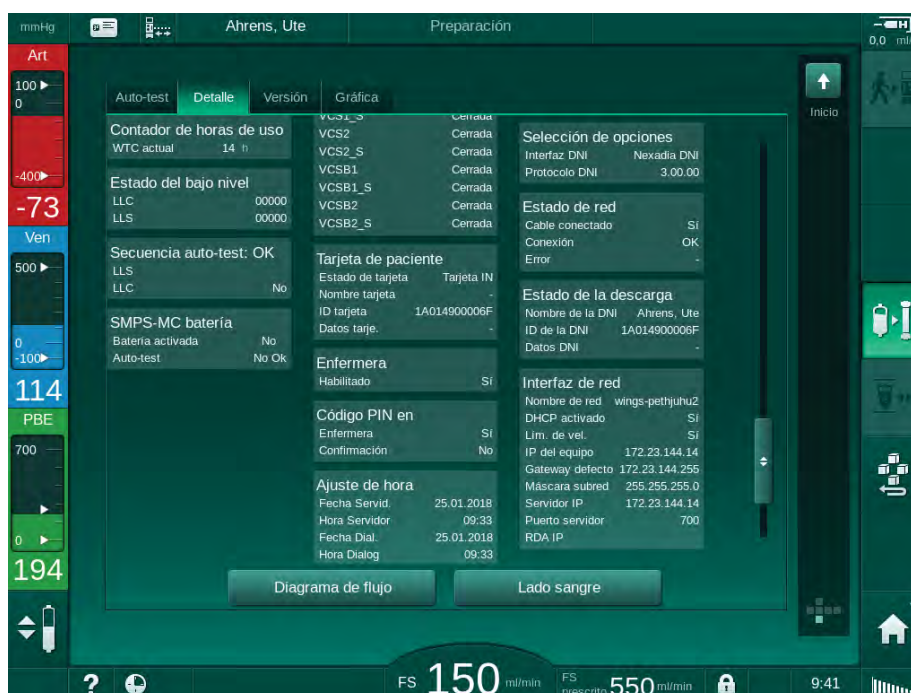 mmHg
Ahrens, Ute
Preparación
0,0 ml
Art
100
0
-400
-73
Ven
500
0
-100
114
PBE
700
0
194
Auto-test Detalle Versión Gráfica
Inicio
Contador de horas de uso
WTC actual 14 h
Estado del bajo nivel
LLC 00000
LLS 00000
Secuencia auto-test: OK
LLS
LLC No
SMPS-MC batería
Batería activada No
Auto-test No Ok
VCS1_S Cerrada
VCS2 Cerrada
VCS2_S Cerrada
VCSB1 Cerrada
VCSB1_S Cerrada
VCSB2 Cerrada
VCSB2_S Cerrada
Tarjeta de paciente
Estado de tarjeta Tarjeta IN
Nombre tarjeta -
ID tarjeta 1A014900006F
Datos tarje. -
Enfermera
Habilitado Sí
Código PIN en
Enfermera Sí
Confirmación No
Ajuste de hora
Fecha Servid. 25.01.2018
Hora Servidor 09:33
Fecha Dial. 25.01.2018
Hora Dialog 09:33
Selección de opciones
Interfaz DNI Nexadia DNI
Protocolo DNI 3.00.00
Estado de red
Cable conectado Sí
Conexión OK
Error -
Estado de la descarga
Nombre de la DNI Ahrens, Ute
ID de la DNI 1A014900006F
Datos DNI -
Interfaz de red
Nombre de red wings-pethjuhu2
DHCP activado Sí
Lim. de vel. Sí
IP del equipo 172.23.144.14
Gateway defecto 172.23.144.255
Máscara subred 255.255.255.0
Servidor IP 172.23.144.14
Puerto servidor 700
RDA IP
Diagrama de flujo
Lado sangre
?
FS 150 ml/min
FS prescrito 550 ml/min
9:41